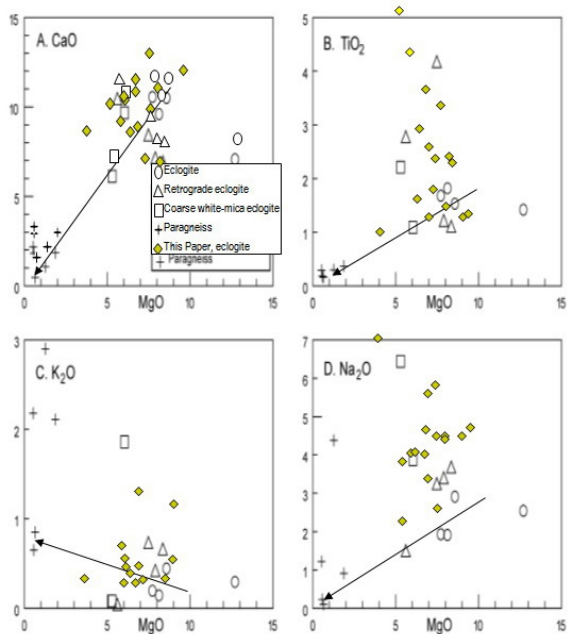 A. CaO
15
10
5
0
0
5
MgO
10
15
Eclogite
Retrograde eclogite
Coarse white-mica eclogite
Paragneiss
This Paper, eclogite
Paragneiss
B. TiO2
5
4
3
2
1
0
0
5
MgO
10
15
C. K2O
3
2
1
0
0
5
MgO
10
15
D. Na2O
7
6
5
4
3
2
1
0
0
5
MgO
10
15